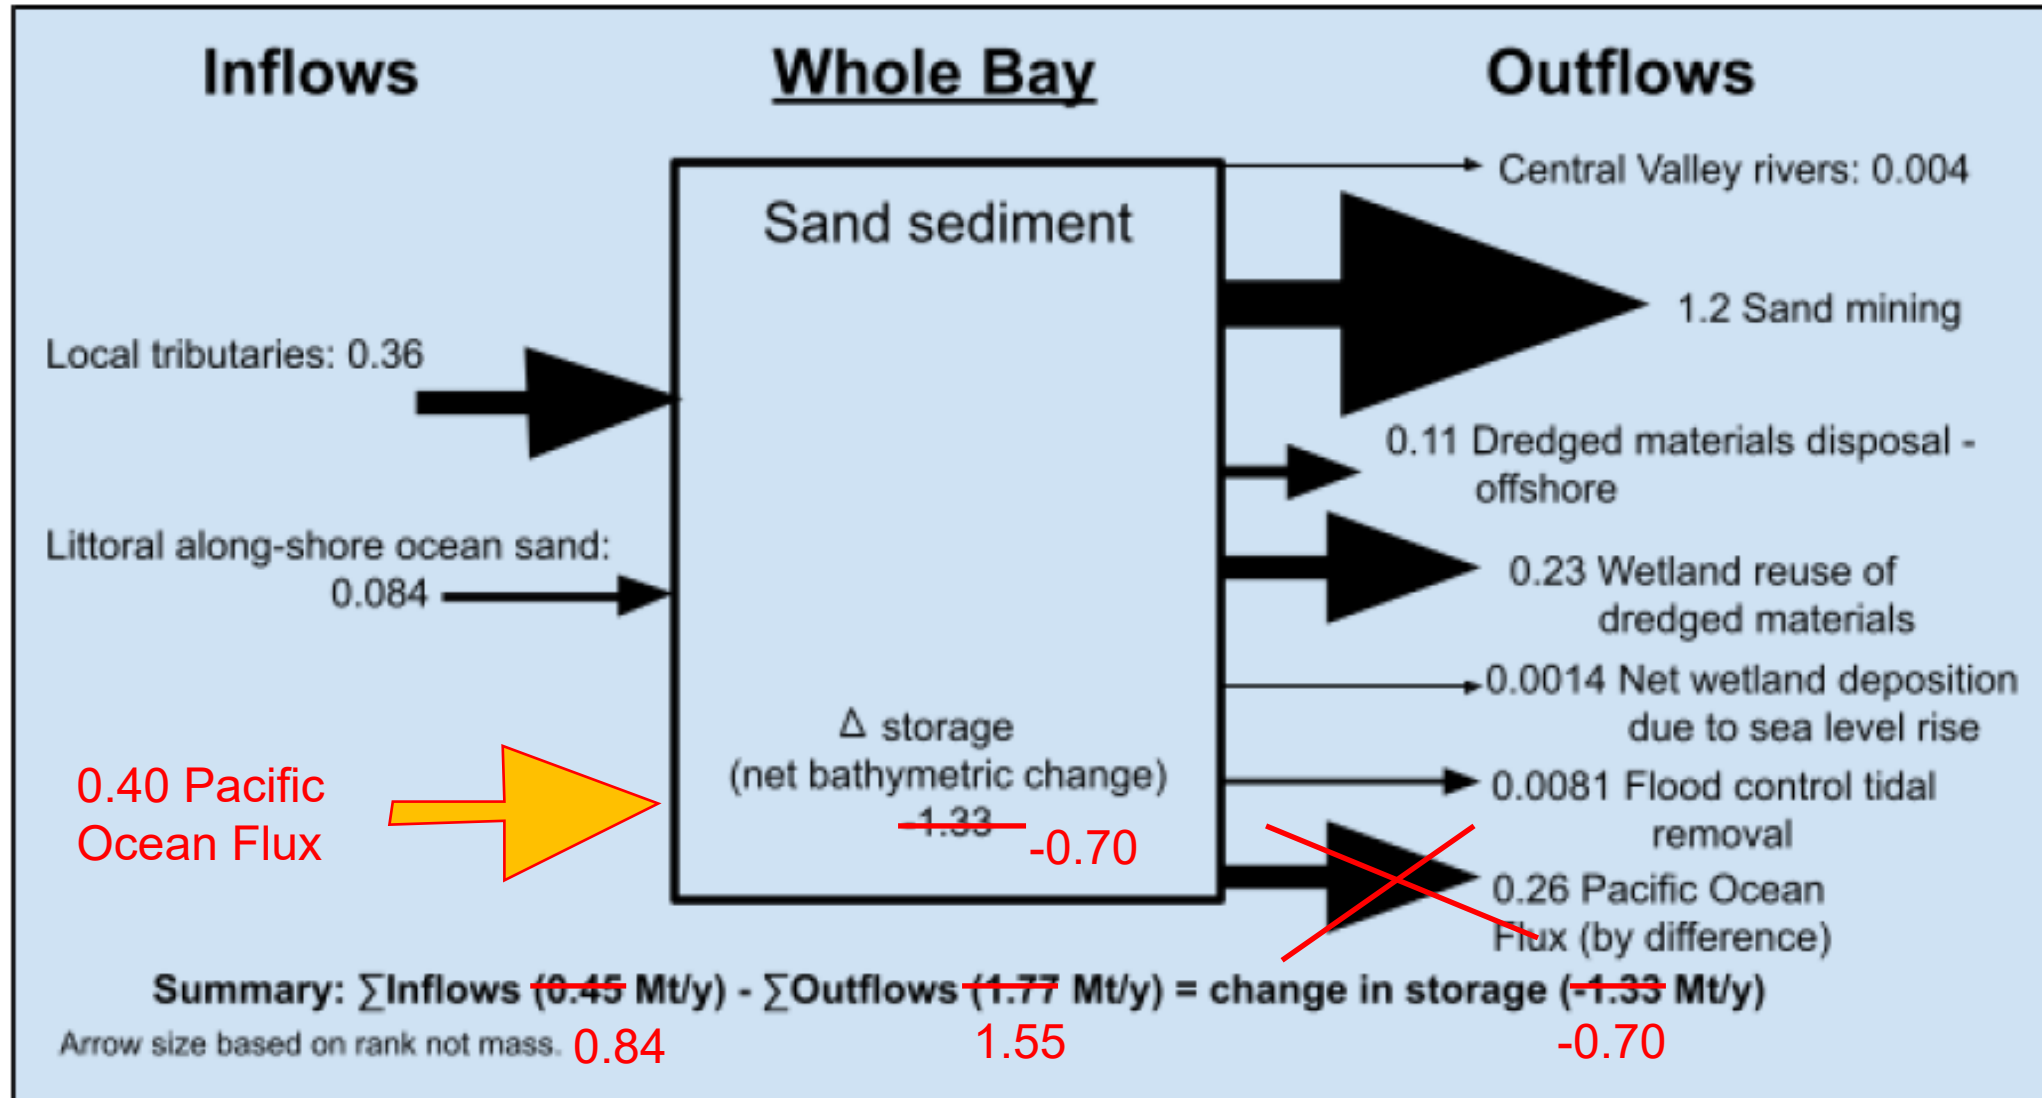 Inflows
Whole Bay
Outflows
Sand sediment
Local tributaries: 0.36
Littoral along-shore ocean sand:
0.084
0.40 Pacific
Ocean Flux
Δ storage
(net bathymetric change)
-1.33
-0.70
Central Valley rivers: 0.004
1.2 Sand mining
0.11 Dredged materials disposal -
offshore
0.23 Wetland reuse of
dredged materials
0.0014 Net wetland deposition
due to sea level rise
0.0081 Flood control tidal
removal
0.26 Pacific Ocean
Flux (by difference)
Summary: ∑Inflows (0.45 Mt/y) - ∑Outflows (1.77 Mt/y) = change in storage (-1.33 Mt/y)
Arrow size based on rank not mass. 0.84 1.55 -0.70